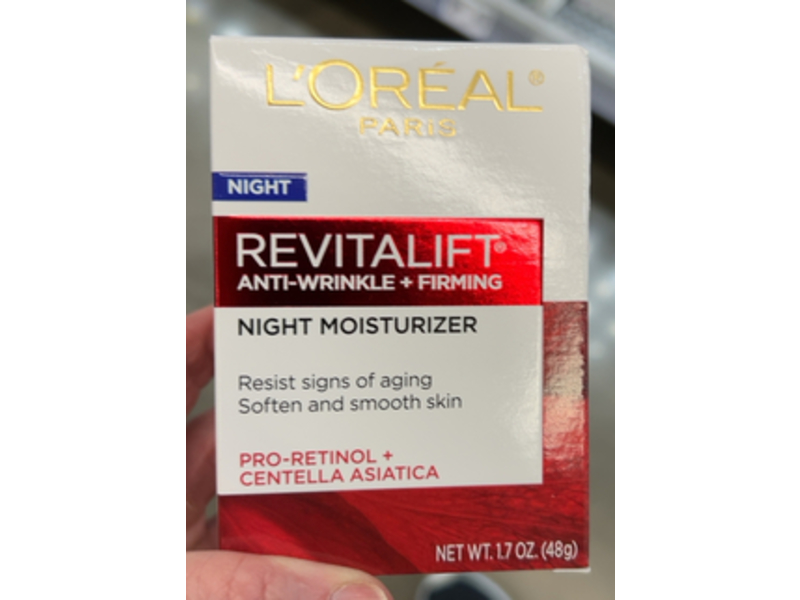 L'ORÉAL®
PARIS
NIGHT
REVITALIFT®
ANTI-WRINKLE + FIRMING
NIGHT MOISTURIZER
Resist signs of aging
Soften and smooth skin
PRO-RETINOL +
CENTELLA ASIATICA
NET WT. 1.7 OZ. (48g)